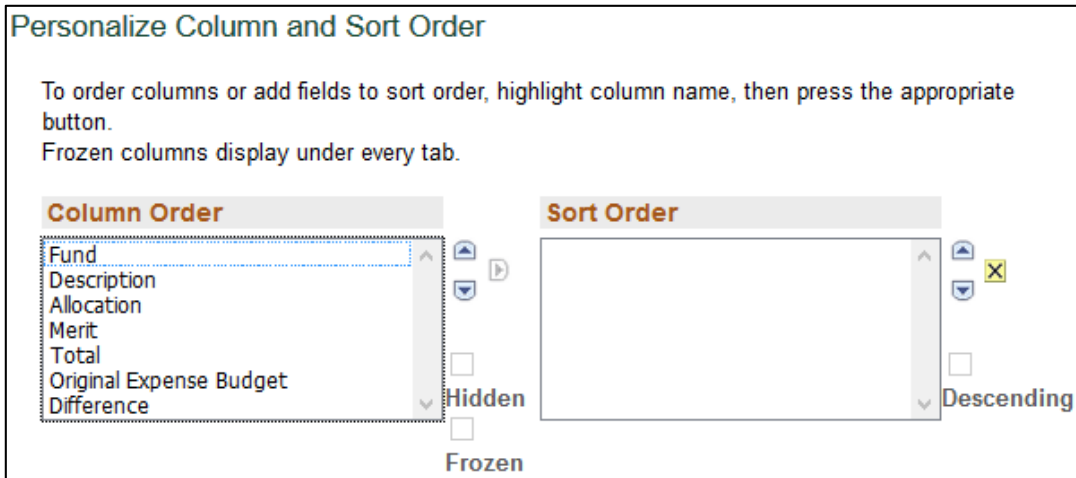 Personalize Column and Sort Order
To order columns or add fields to sort order, highlight column name, then press the appropriate
button.
Frozen columns display under every tab.
Column Order
Sort Order
Fund
Description
Allocation
Merit
Total
Original Expense Budget
Difference
Hidden
Frozen
Descending